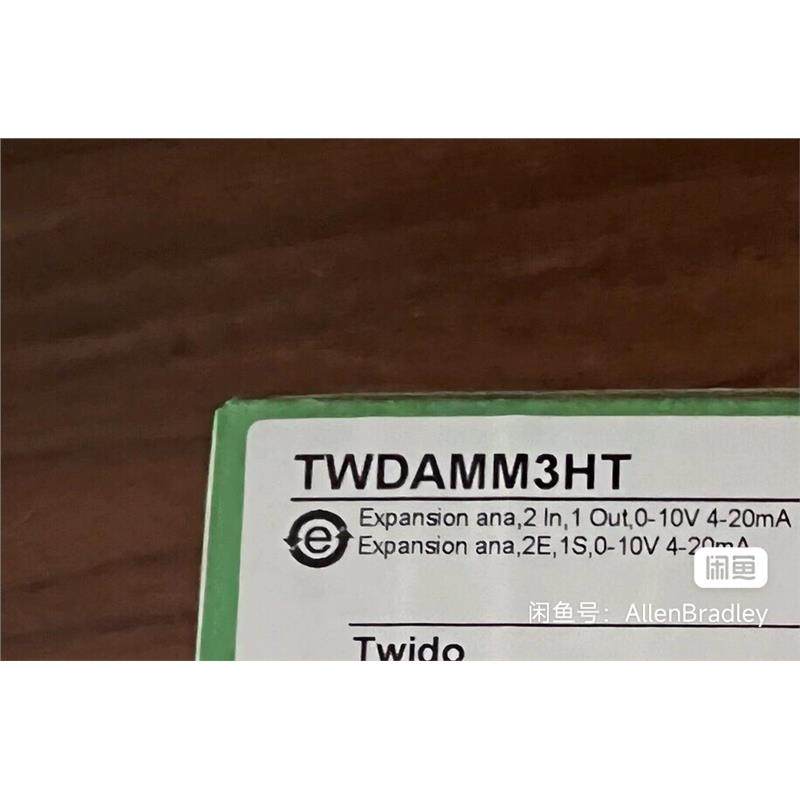 TWDAMM3HT
e
Expansion ana,2 In,1 Out,0-10V 4-20mA
Expansion ana,2E,1S,0-10V 4-20mA
闲鱼
闲鱼号：AllenBradley
Twido